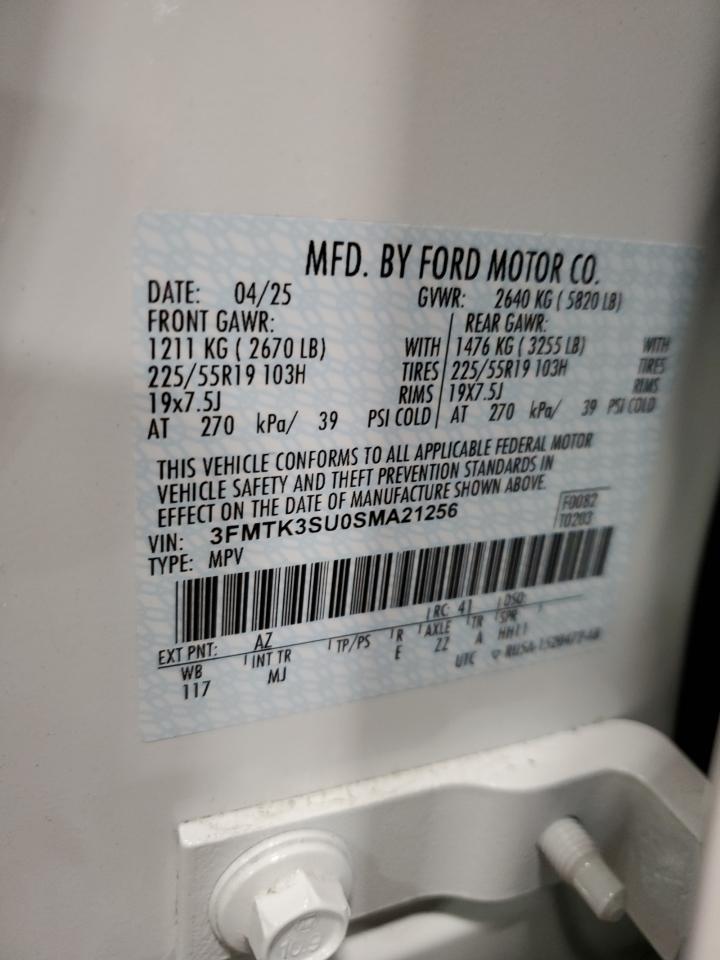 MFD. BY FORD MOTOR CO.
DATE: 04/25 GVWR: 2640 KG ( 5820 LB)
FRONT GAWR: REAR GAWR:
1211 KG ( 2670 LB) WITH 1476 KG ( 3255 LB) WITH
225/55R19 103H TIRES 225/55R19 103H TIRES
19x7.5J RIMS 19X7.5J RIMS
AT 270 kPa/ 39 PSI COLD AT 270 kPa/ 39 PSI COLD
THIS VEHICLE CONFORMS TO ALL APPLICABLE FEDERAL MOTOR
VEHICLE SAFETY AND THEFT PREVENTION STANDARDS IN
EFFECT ON THE DATE OF MANUFACTURE SHOWN ABOVE.
F0082
T0203
VIN: 3FMTK3SU0SMA21256
TYPE: MPV
RC: 41 DSO:
EXT PNT: AZ
WB INT TR TP/PS R AXLE TR SPR
117 MJ E Z2 A HH11
UTC
10.9